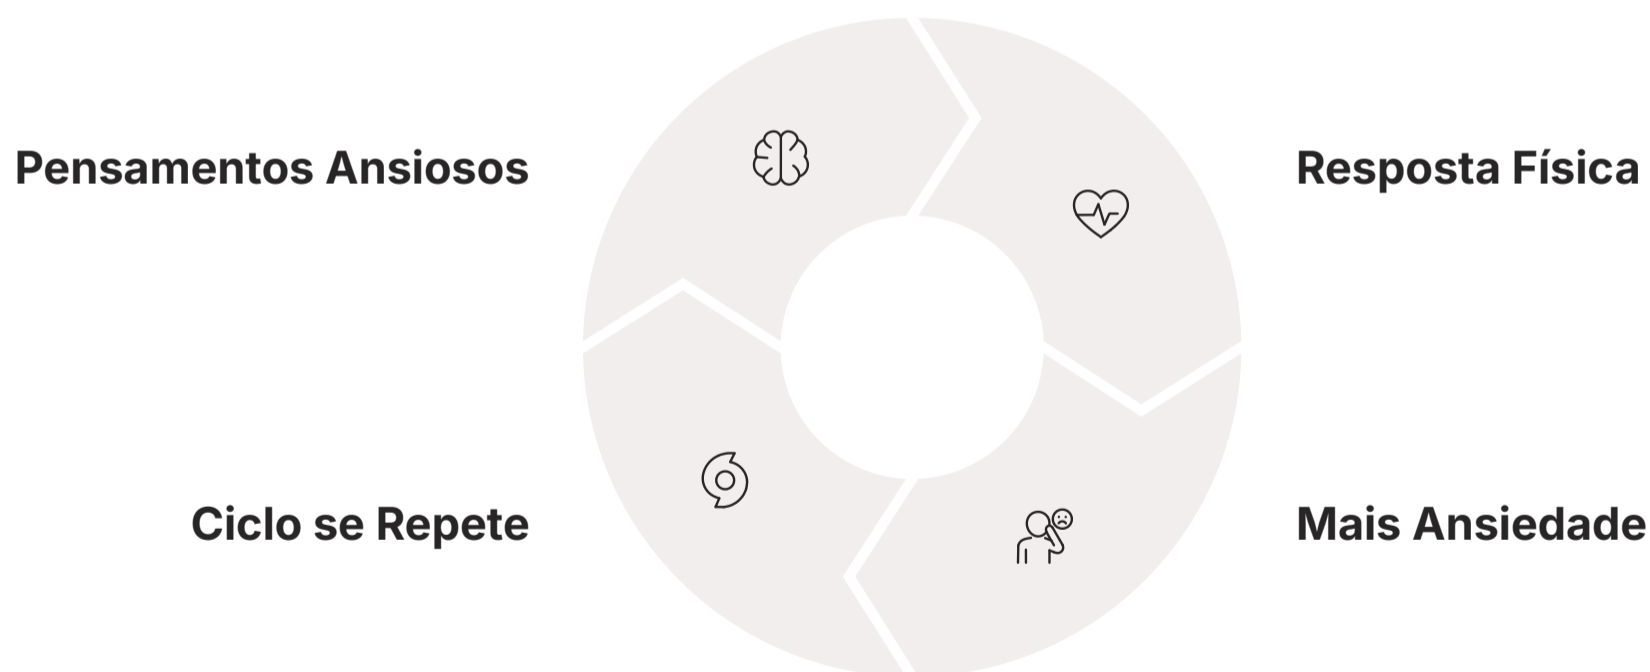 Pensamentos Ansiosos
Resposta Física
Ciclo se Repete
Mais Ansiedade